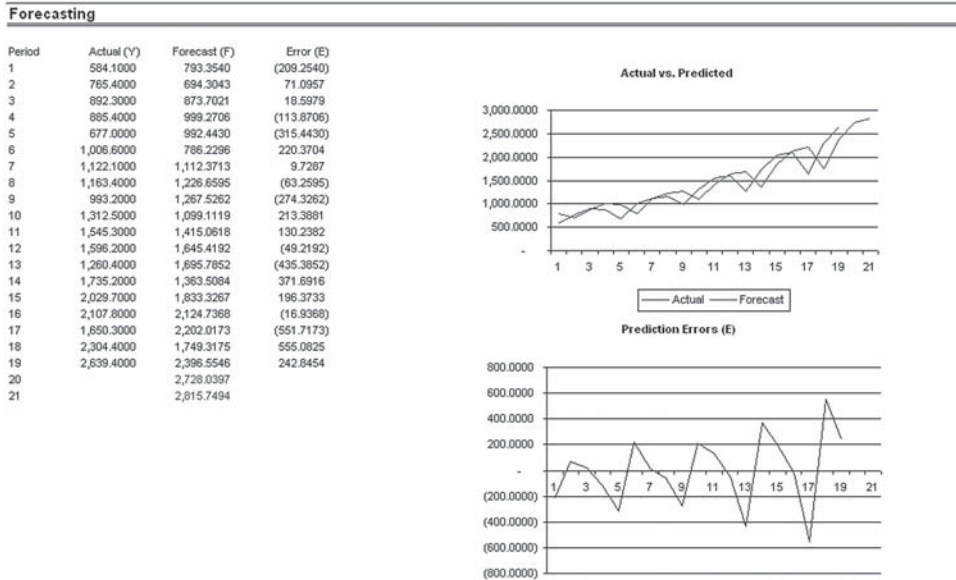 Forecasting
Period Actual (Y) Forecast (F) Error (E)
1 584.1000 793.3540 (209.2540)
2 765.4000 694.3043 71.0957
3 892.3000 873.7021 18.5979
4 885.4000 999.2706 (113.8706)
5 677.0000 992.4430 (315.4430)
6 1,006.6000 786.2296 220.3704
7 1,122.1000 1,112.3713 9.7287
8 1,163.4000 1,226.6595 (63.2595)
9 993.2000 1,267.5262 (274.3262)
10 1,312.5000 1,099.1119 213.3881
11 1,545.3000 1,415.0618 130.2382
12 1,596.2000 1,645.4192 (49.2192)
13 1,260.4000 1,695.7852 (435.3852)
14 1,735.2000 1,363.5084 371.6916
15 2,029.7000 1,833.3267 196.3733
16 2,107.8000 2,124.7368 (16.9368)
17 1,650.3000 2,202.0173 (551.7173)
18 2,304.4000 1,749.3175 555.0825
19 2,639.4000 2,396.5546 242.8454
20 2,728.0397
21 2,815.7494
Actual vs. Predicted
3,000.0000
2,500.0000
2,000.0000
1,500.0000
1,000.0000
500.0000
-
1 3 5 7 9 11 13 15 17 19 21
Actual Forecast
Prediction Errors (E)
800.0000
600.0000
400.0000
200.0000
-
1 3 5 7 9 11 13 15 17 19 21
(200.0000)
(400.0000)
(600.0000)
(800.0000)